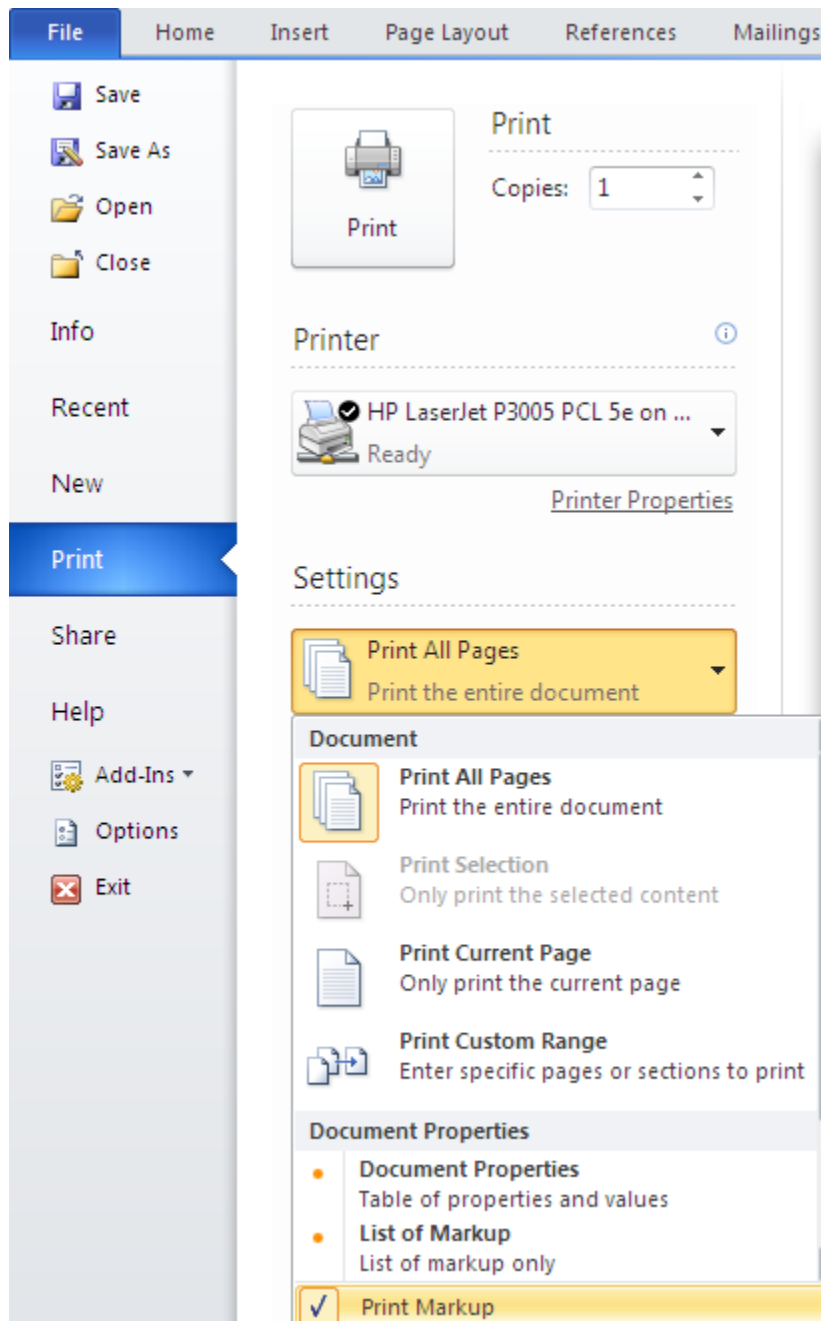 File Home Insert Page Layout References Mailings
Save
Save As
Open
Close
Info
Recent
New
Print
Share
Help
Add-Ins
Options
Exit
Print
Print
Copies: 1
Printer
HP LaserJet P3005 PCL 5e on ...
Ready
Printer Properties
Settings
Print All Pages
Print the entire document
Document
Print All Pages
Print the entire document
Print Selection
Only print the selected content
Print Current Page
Only print the current page
Print Custom Range
Enter specific pages or sections to print
Document Properties
Document Properties
Table of properties and values
List of Markup
List of markup only
Print Markup